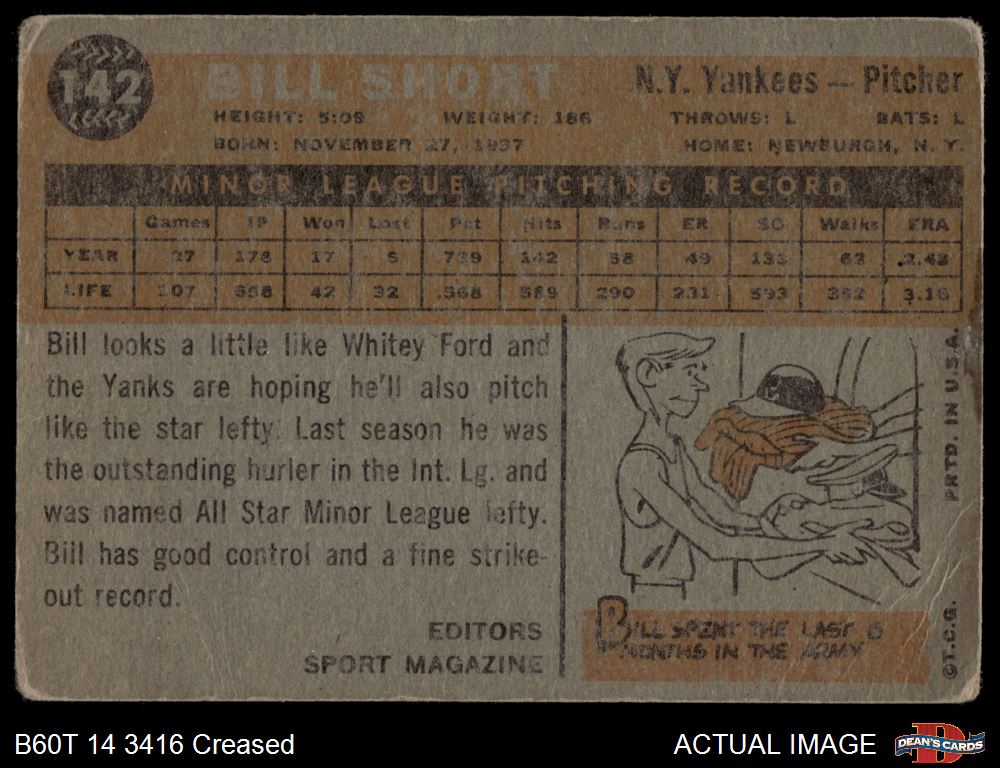 142
BILL SHORT
N.Y. Yankees — Pitcher
HEIGHT: 5:09 WEIGHT: 186 THROWS: L BATS: L
BORN: NOVEMBER 27, 1937 HOME: NEWBURGH, N. Y.
MINOR LEAGUE PITCHING RECORD
Games IP Won Lost Pct Hits Runs ER SO Walks ERA
YEAR 27 178 17 6 .739 142 58 49 133 62 2.48
LIFE 107 658 42 32 .568 589 290 231 593 352 3.16
Bill looks a little like Whitey Ford and
the Yanks are hoping he'll also pitch
like the star lefty. Last season he was
the outstanding hurler in the Int. Lg. and
was named All Star Minor League lefty.
Bill has good control and a fine strike-
out record.
EDITORS
SPORT MAGAZINE
BILL SPENT THE LAST 6
MONTHS IN THE ARMY
PRTD. IN U.S.A.
©T.C.G.
B60T 14 3416 Creased
ACTUAL IMAGE
D
DEAN'S CARDS